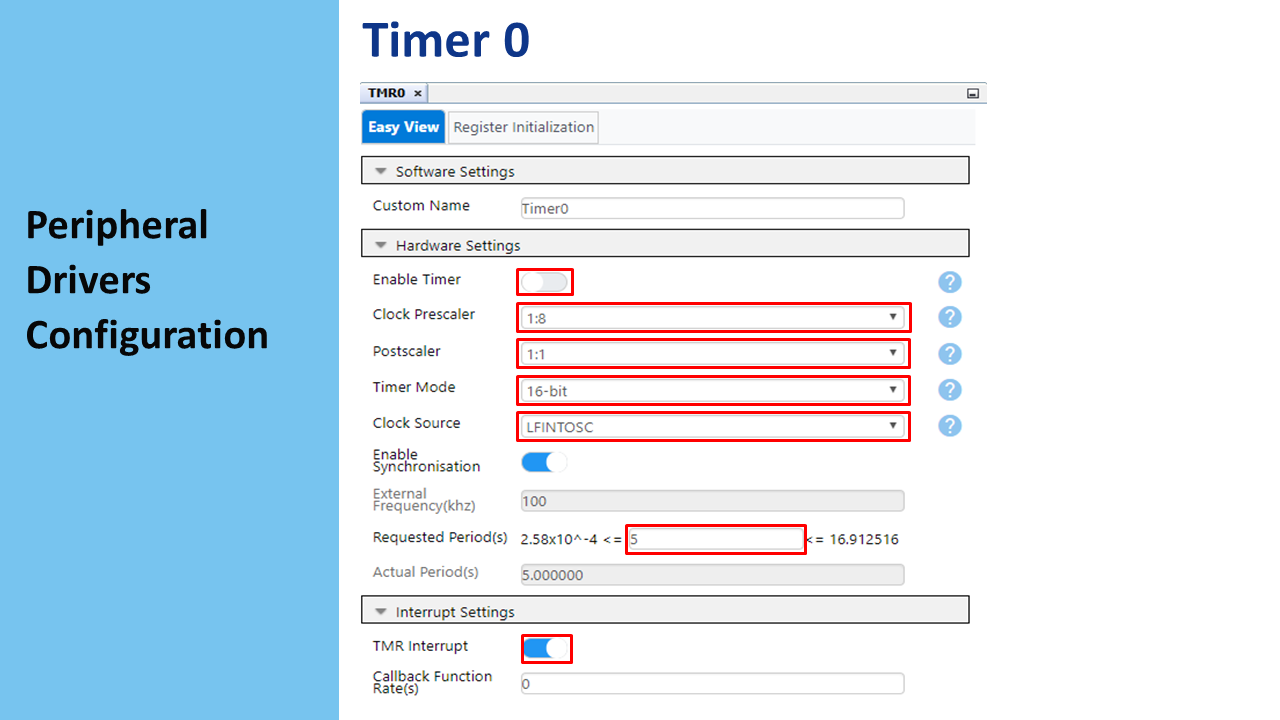 Timer 0
Peripheral
Drivers
Configuration
TMR0 ×
Easy View
Register Initialization
Software Settings
Custom Name
Timer0
Hardware Settings
Enable Timer
?
Clock Prescaler
1:8
?
Postscaler
1:1
?
Timer Mode
16-bit
?
Clock Source
LFINTOSC
?
Enable
Synchronisation
External
Frequency(khz)
100
Requested Period(s) 2.58x10^-4 <= 5 <= 16.912516
Actual Period(s)
5.000000
Interrupt Settings
TMR Interrupt
Callback Function
Rate(s)
0